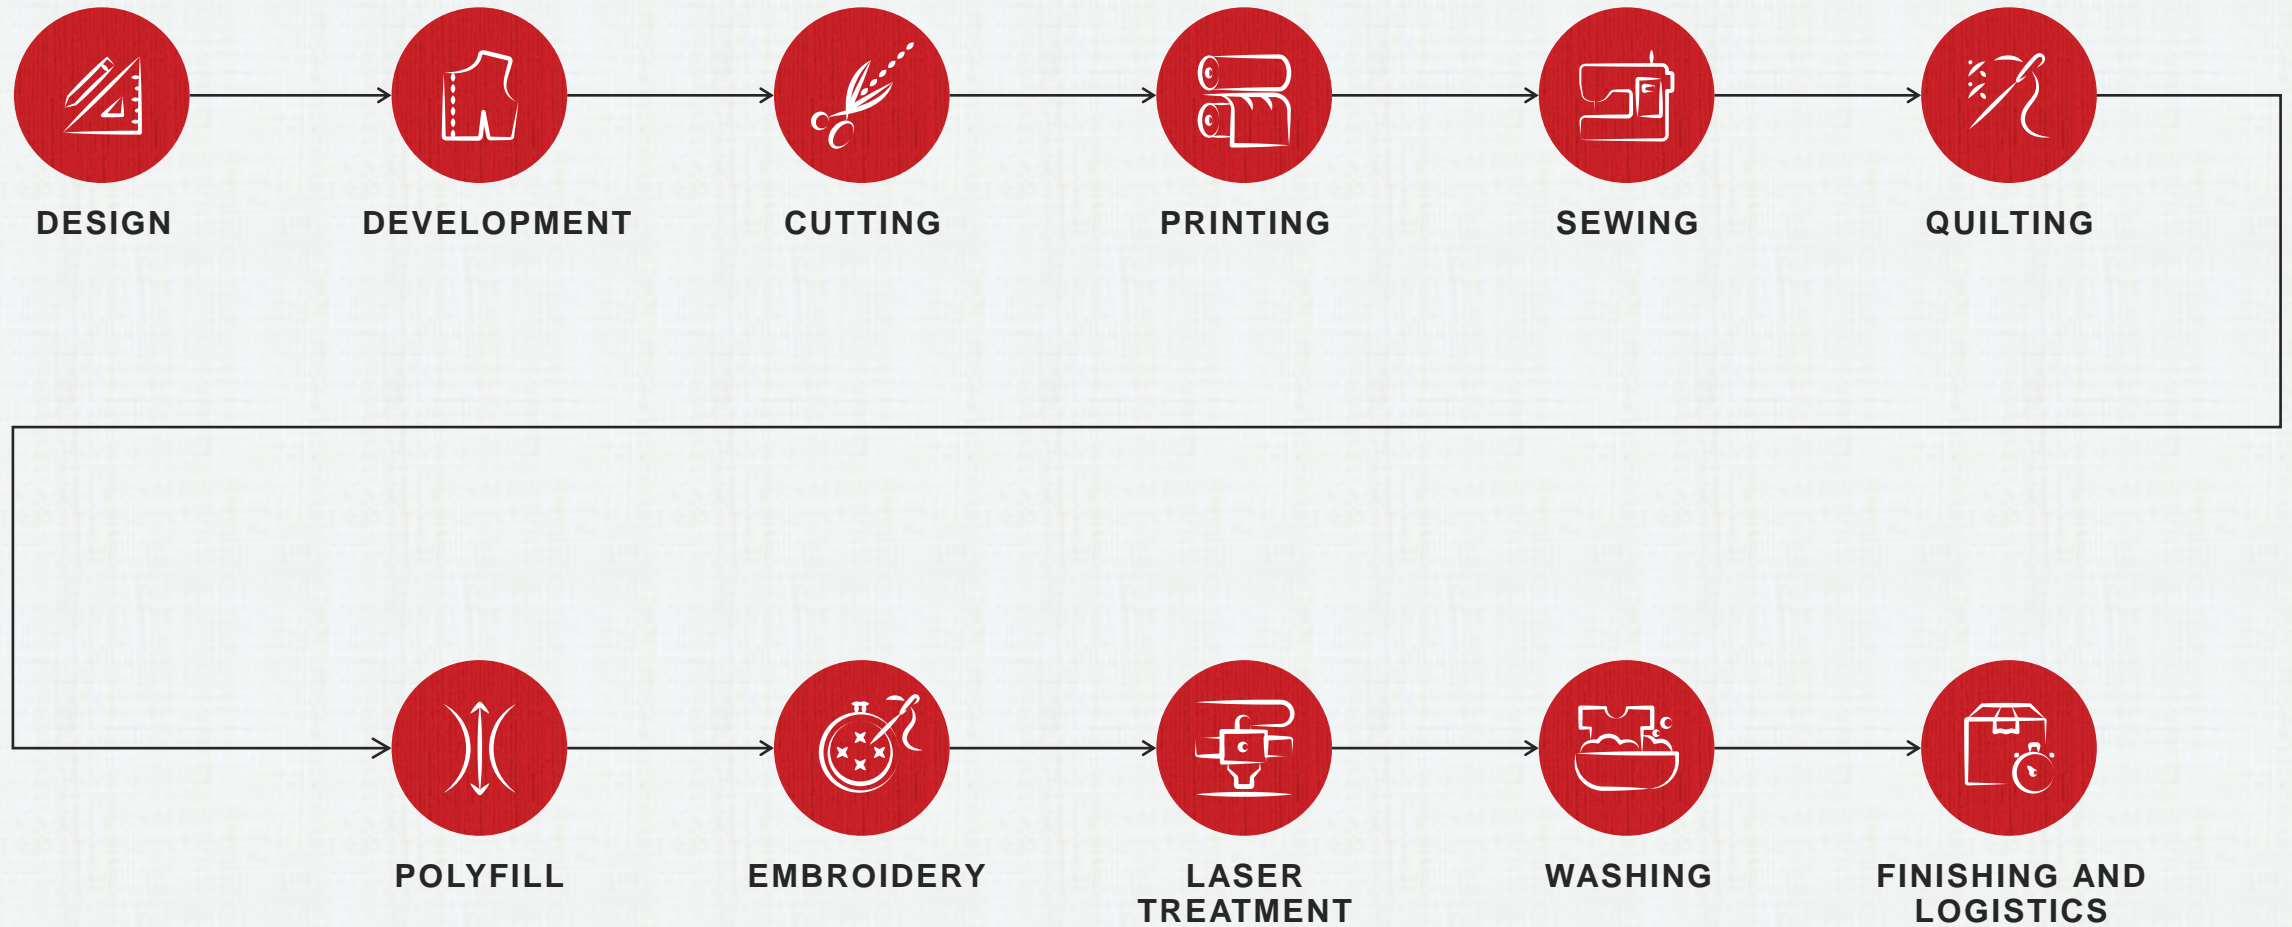 DESIGN
DEVELOPMENT
CUTTING
PRINTING
SEWING
QUILTING
POLYFILL
EMBROIDERY
LASER
TREATMENT
WASHING
FINISHING AND
LOGISTICS